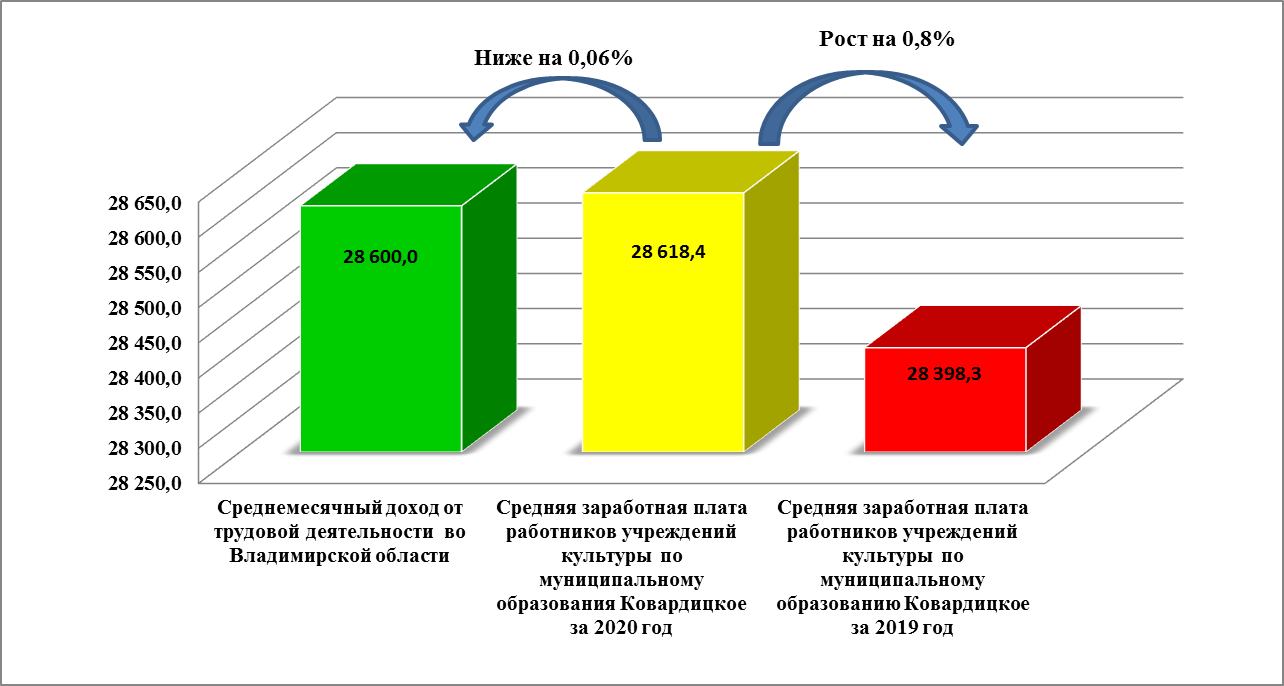 Ниже на 0,06%
Рост на 0,8%
28 650,0
28 600,0
28 550,0
28 500,0
28 450,0
28 400,0
28 350,0
28 300,0
28 250,0
28 600,0
28 618,4
28 398,3
Среднемесячный доход от
трудовой деятельности во
Владимирской области
Средняя заработная плата
работников учреждений
культуры по
муниципальному
образования Ковардицкое
за 2020 год
Средняя заработная плата
работников учреждений
культуры по
муниципальному
образованию Ковардицкое
за 2019 год